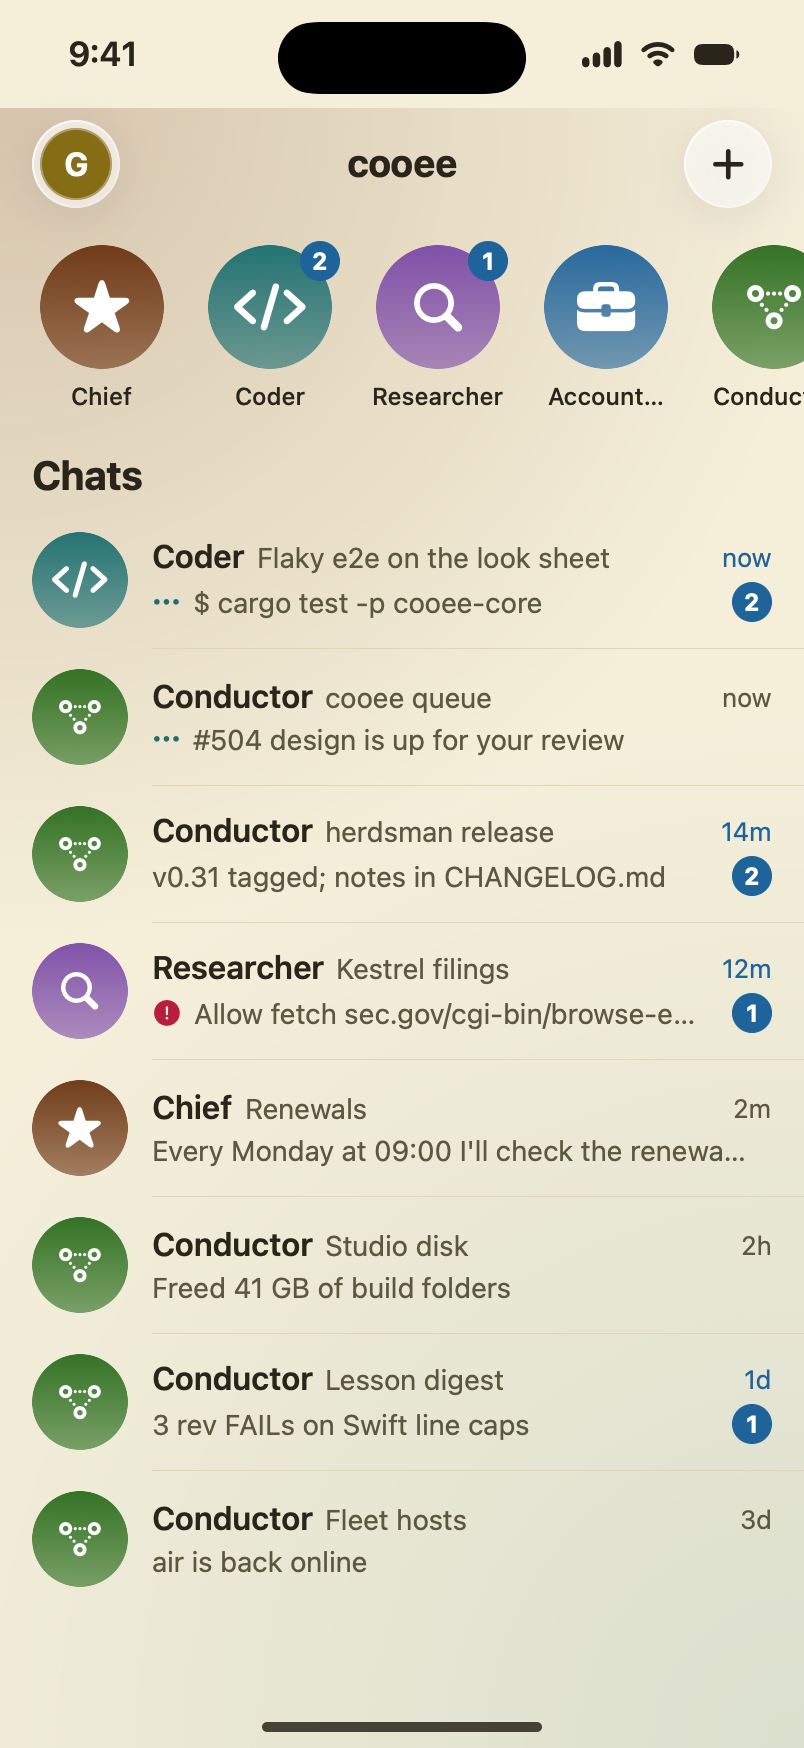 9:41
G
cooee
+
2
1
Chief
Coder
Researcher
Account...
Conduc
Chats
Coder Flaky e2e on the look sheet now
... $ cargo test -p cooee-core 2
Conductor cooee queue now
... #504 design is up for your review
Conductor herdsman release 14m
v0.31 tagged; notes in CHANGELOG.md 2
Researcher Kestrel filings 12m
! Allow fetch sec.gov/cgi-bin/browse-e... 1
Chief Renewals 2m
Every Monday at 09:00 I'll check the renewa...
Conductor Studio disk 2h
Freed 41 GB of build folders
Conductor Lesson digest 1d
3 rev FAILs on Swift line caps 1
Conductor Fleet hosts 3d
air is back online